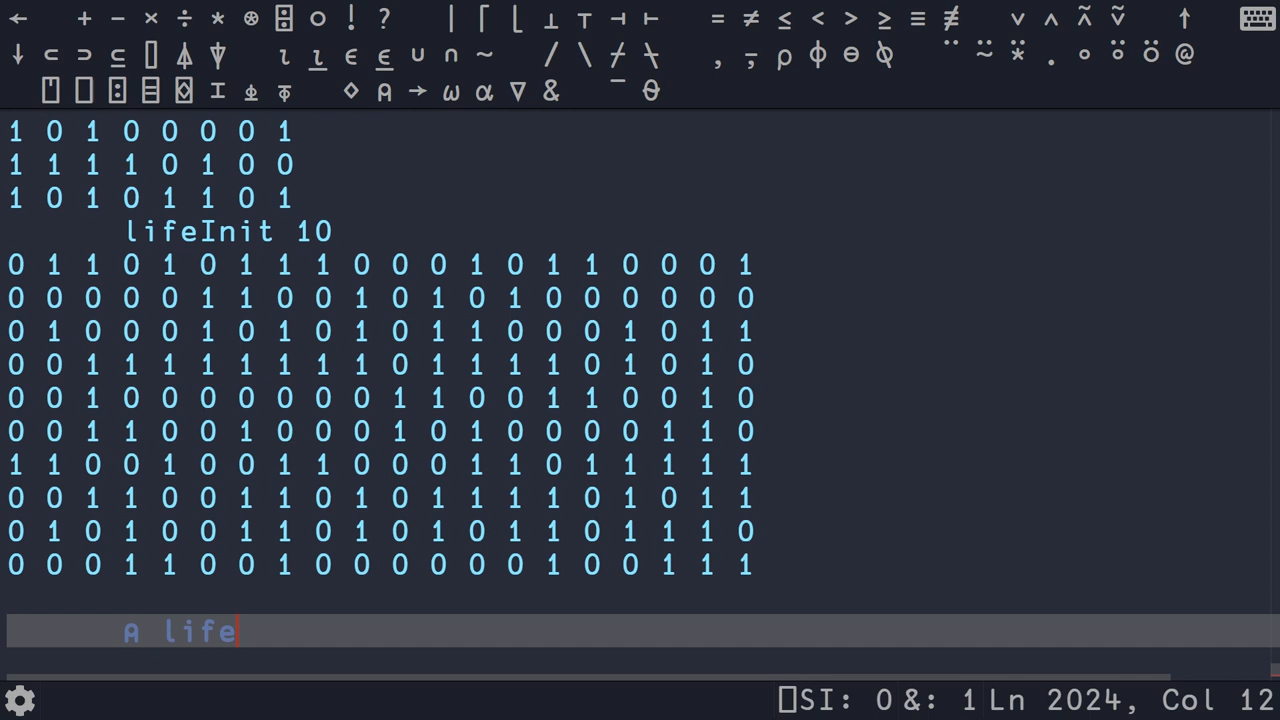 ← + − × ÷ * ⍟ ⌹ ○ ! ? | ⌈ ⌊ ⊥ ⊤ ⊣ ⊢ = ≠ ≤ < > ≥ ≡ ≢ ∨ ∧ ⍲ ⍱ ↑
↓ ⊂ ⊃ ⊆ ⌷ ⍋ ⍒ ⍳ ⍸ ∊ ⍷ ∪ ∩ ~ / \ ⌿ ⍀ , ⍪ ⍴ ⌽ ⊖ ⍉ ¨ ⍨ ⍣ . ∘ ⍤ ⍥ @
⍞ ⎕ ⍠ ⌸ ⌺ ⌶ ⍎ ⍕ ⋄ ⍝ → ⍵ ⍺ ∇ & ¯ ⍬
1 0 1 0 0 0 0 1
1 1 1 1 0 1 0 0
1 0 1 0 1 1 0 1
lifeInit 10
0 1 1 0 1 0 1 1 1 0 0 0 1 0 1 1 0 0 0 1
0 0 0 0 0 1 1 0 0 1 0 1 0 1 0 0 0 0 0 0
0 1 0 0 0 1 0 1 0 1 0 1 1 0 0 0 1 0 1 1
0 0 1 1 1 1 1 1 1 1 0 1 1 1 1 0 1 0 1 0
0 0 1 0 0 0 0 0 0 0 1 1 0 0 1 1 0 0 1 0
0 0 1 1 0 0 1 0 0 0 1 0 1 0 0 0 0 1 1 0
1 1 0 0 1 0 0 1 1 0 0 0 1 1 0 1 1 1 1 1
0 0 1 1 0 0 1 1 0 1 0 1 1 1 1 0 1 0 1 1
0 1 0 1 0 0 1 1 0 1 0 1 0 1 1 0 1 1 1 0
0 0 0 1 1 0 0 1 0 0 0 0 0 0 1 0 0 1 1 1
⍝ life
⎕SI: 0 &: 1 Ln 2024, Col 12